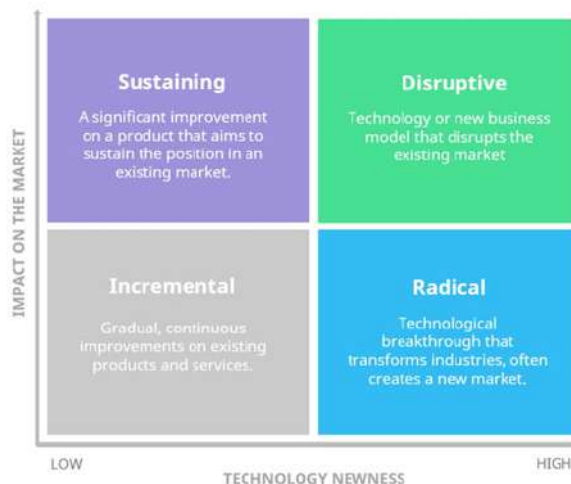 IMPACT ON THE MARKET
Sustaining
A significant improvement
on a product that aims to
sustain the position in an
existing market.
Disruptive
Technology or new business
model that disrupts the
existing market
Incremental
Gradual, continuous
improvements on existing
products and services.
Radical
Technological
breakthrough that
transforms industries, often
creates a new market.
LOW
HIGH
TECHNOLOGY NEWNESS